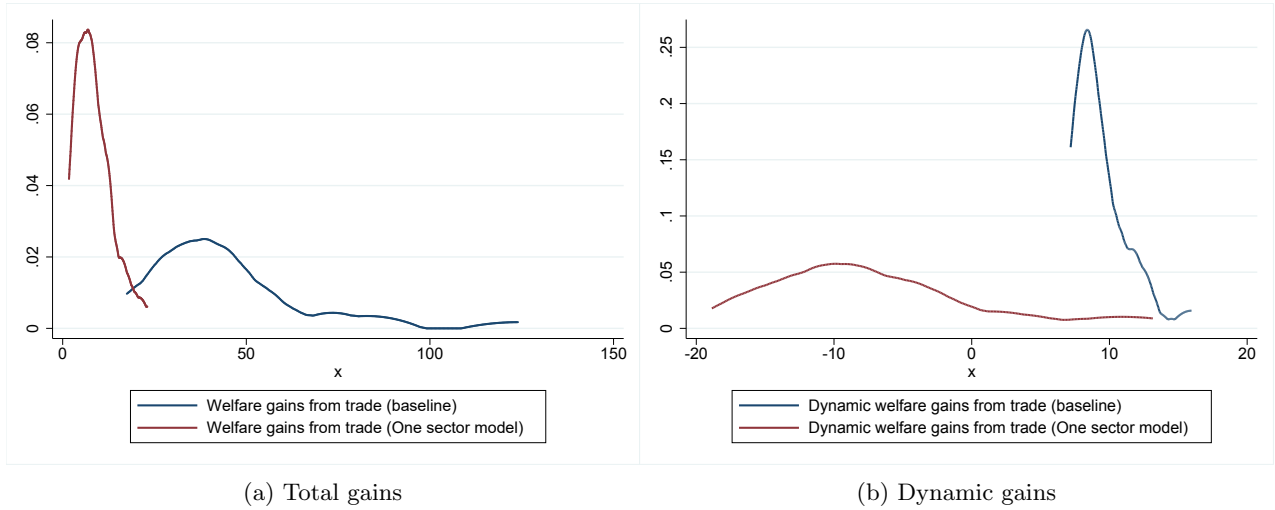 .08
.06
.04
.02
0
0
50
100
150
x
Welfare gains from trade (baseline)
Welfare gains from trade (One sector model)
(a) Total gains
.25
.2
.15
.1
.05
0
-20
-10
0
10
20
x
Dynamic welfare gains from trade (baseline)
Dynamic welfare gains from trade (One sector model)
(b) Dynamic gains